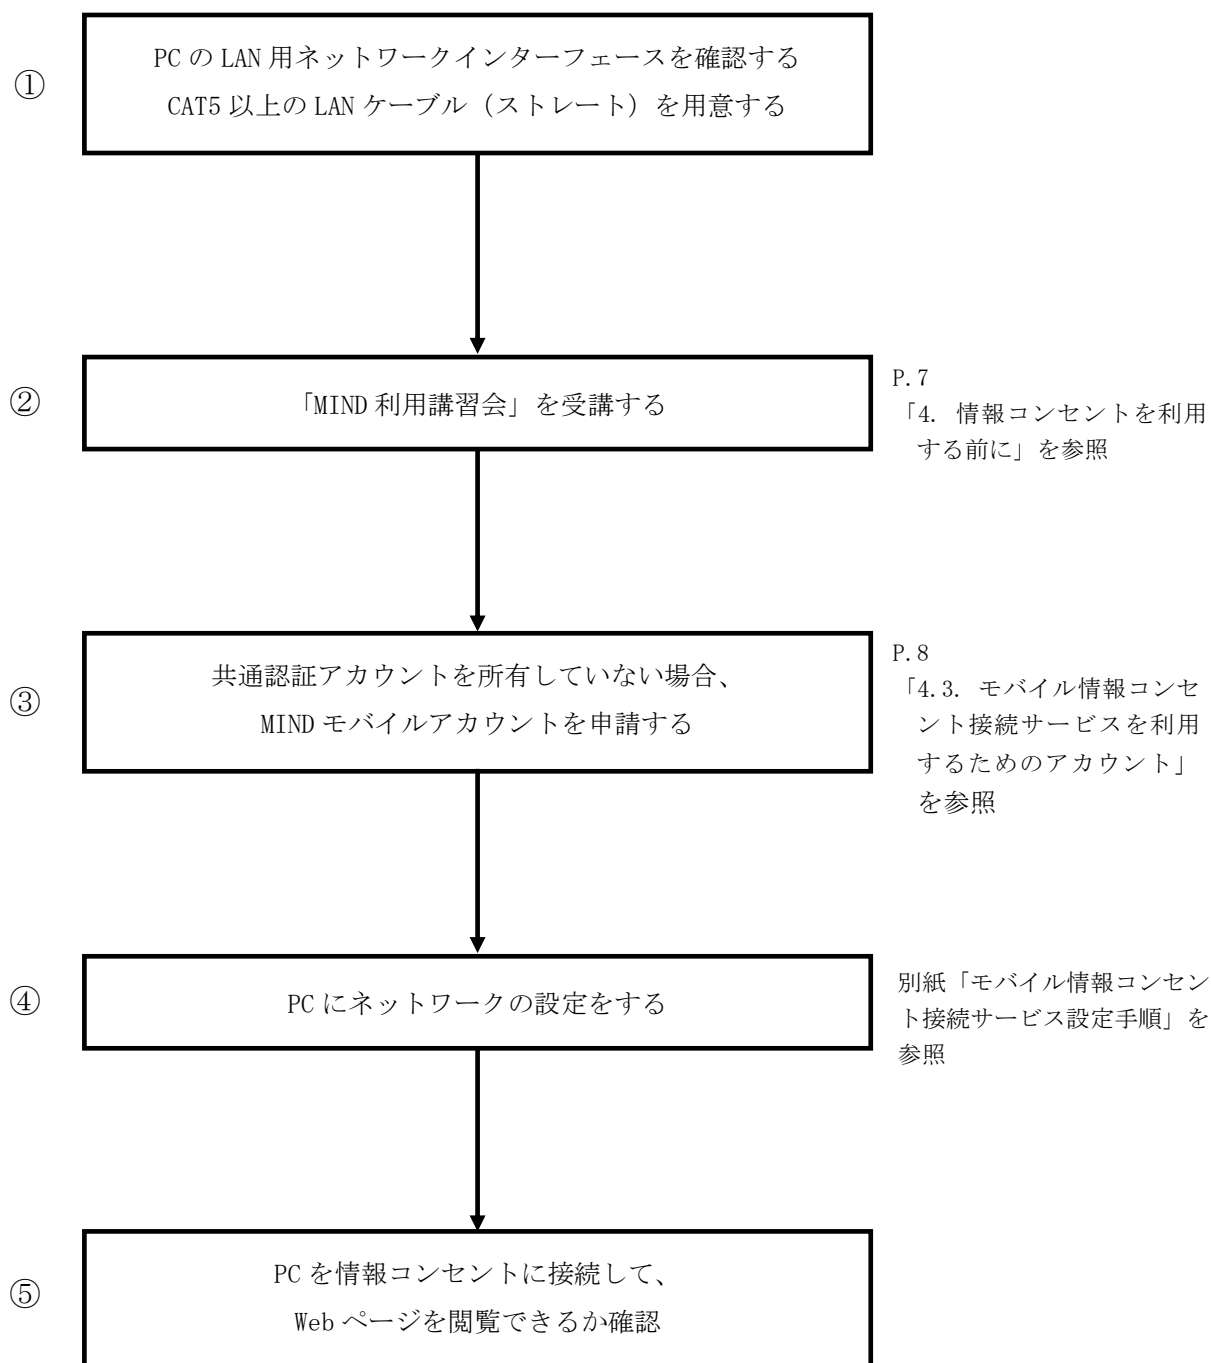 ①
PC の LAN 用ネットワークインターフェースを確認する
CAT5 以上の LAN ケーブル（ストレート）を用意する
②
「MIND 利用講習会」を受講する
P.7
「4. 情報コンセントを利用
する前に」を参照
③
共通認証アカウントを所有していない場合、
MIND モバイルアカウントを申請する
P.8
「4.3. モバイル情報コンセ
ント接続サービスを利用
するためのアカウント」
を参照
④
PC にネットワークの設定をする
別紙「モバイル情報コンセン
ト接続サービス設定手順」を
参照
⑤
PC を情報コンセントに接続して、
Web ページを閲覧できるか確認